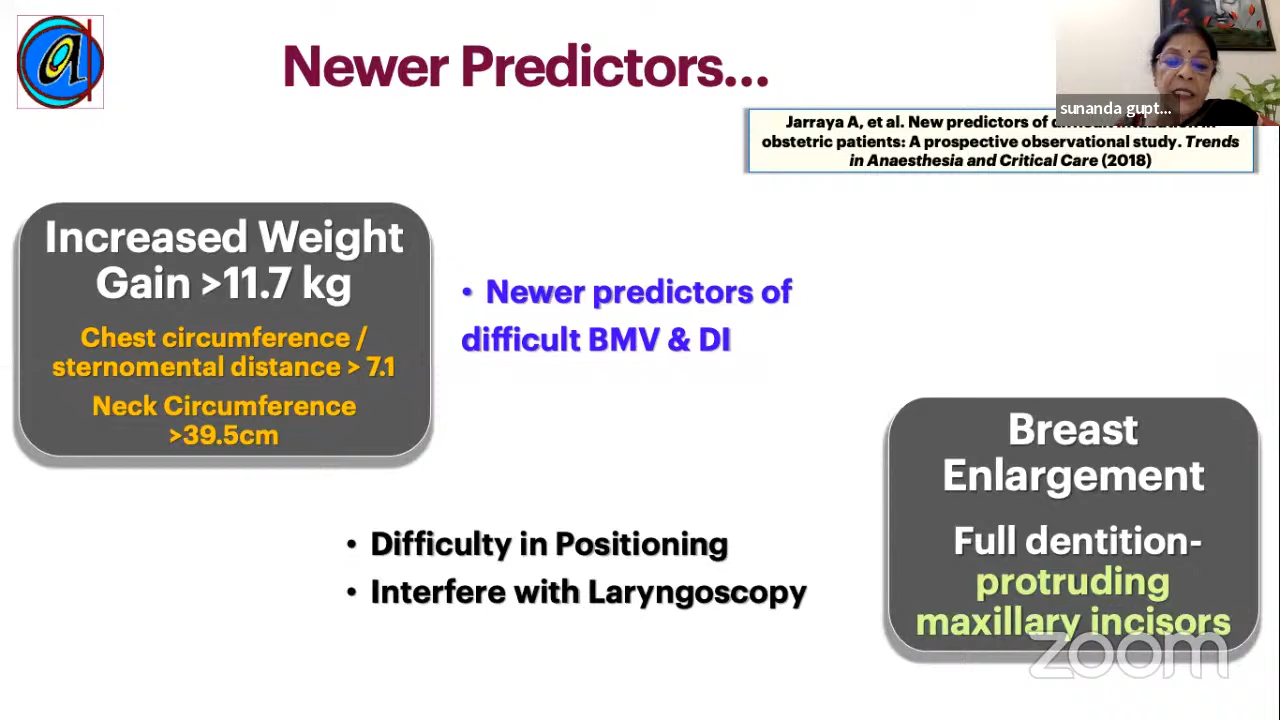 Newer Predictors...
sunanda gupt...
Jarraya A, et al. New predictors of
obstetric patients: A prospective observational study. Trends
in Anaesthesia and Critical Care (2018)
Increased Weight
Gain >11.7 kg
Chest circumference /
sternomental distance > 7.1
Neck Circumference
>39.5cm
• Newer predictors of
difficult BMV & DI
Breast
Enlargement
Full dentition-
protruding
maxillary incisors
• Difficulty in Positioning
• Interfere with Laryngoscopy
zoom